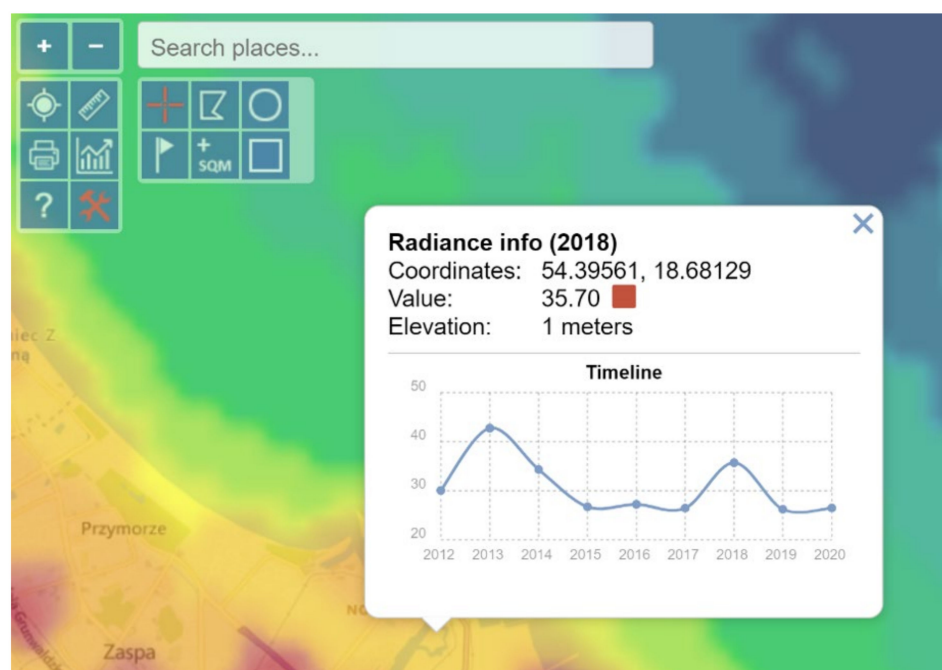 + −
Search places...
+
SQM
?
Radiance info (2018)
Coordinates: 54.39561, 18.68129
Value: 35.70
Elevation: 1 meters
Timeline
50
40
30
20
2012 2013 2014 2015 2016 2017 2018 2019 2020
Przymorze
Zaspa